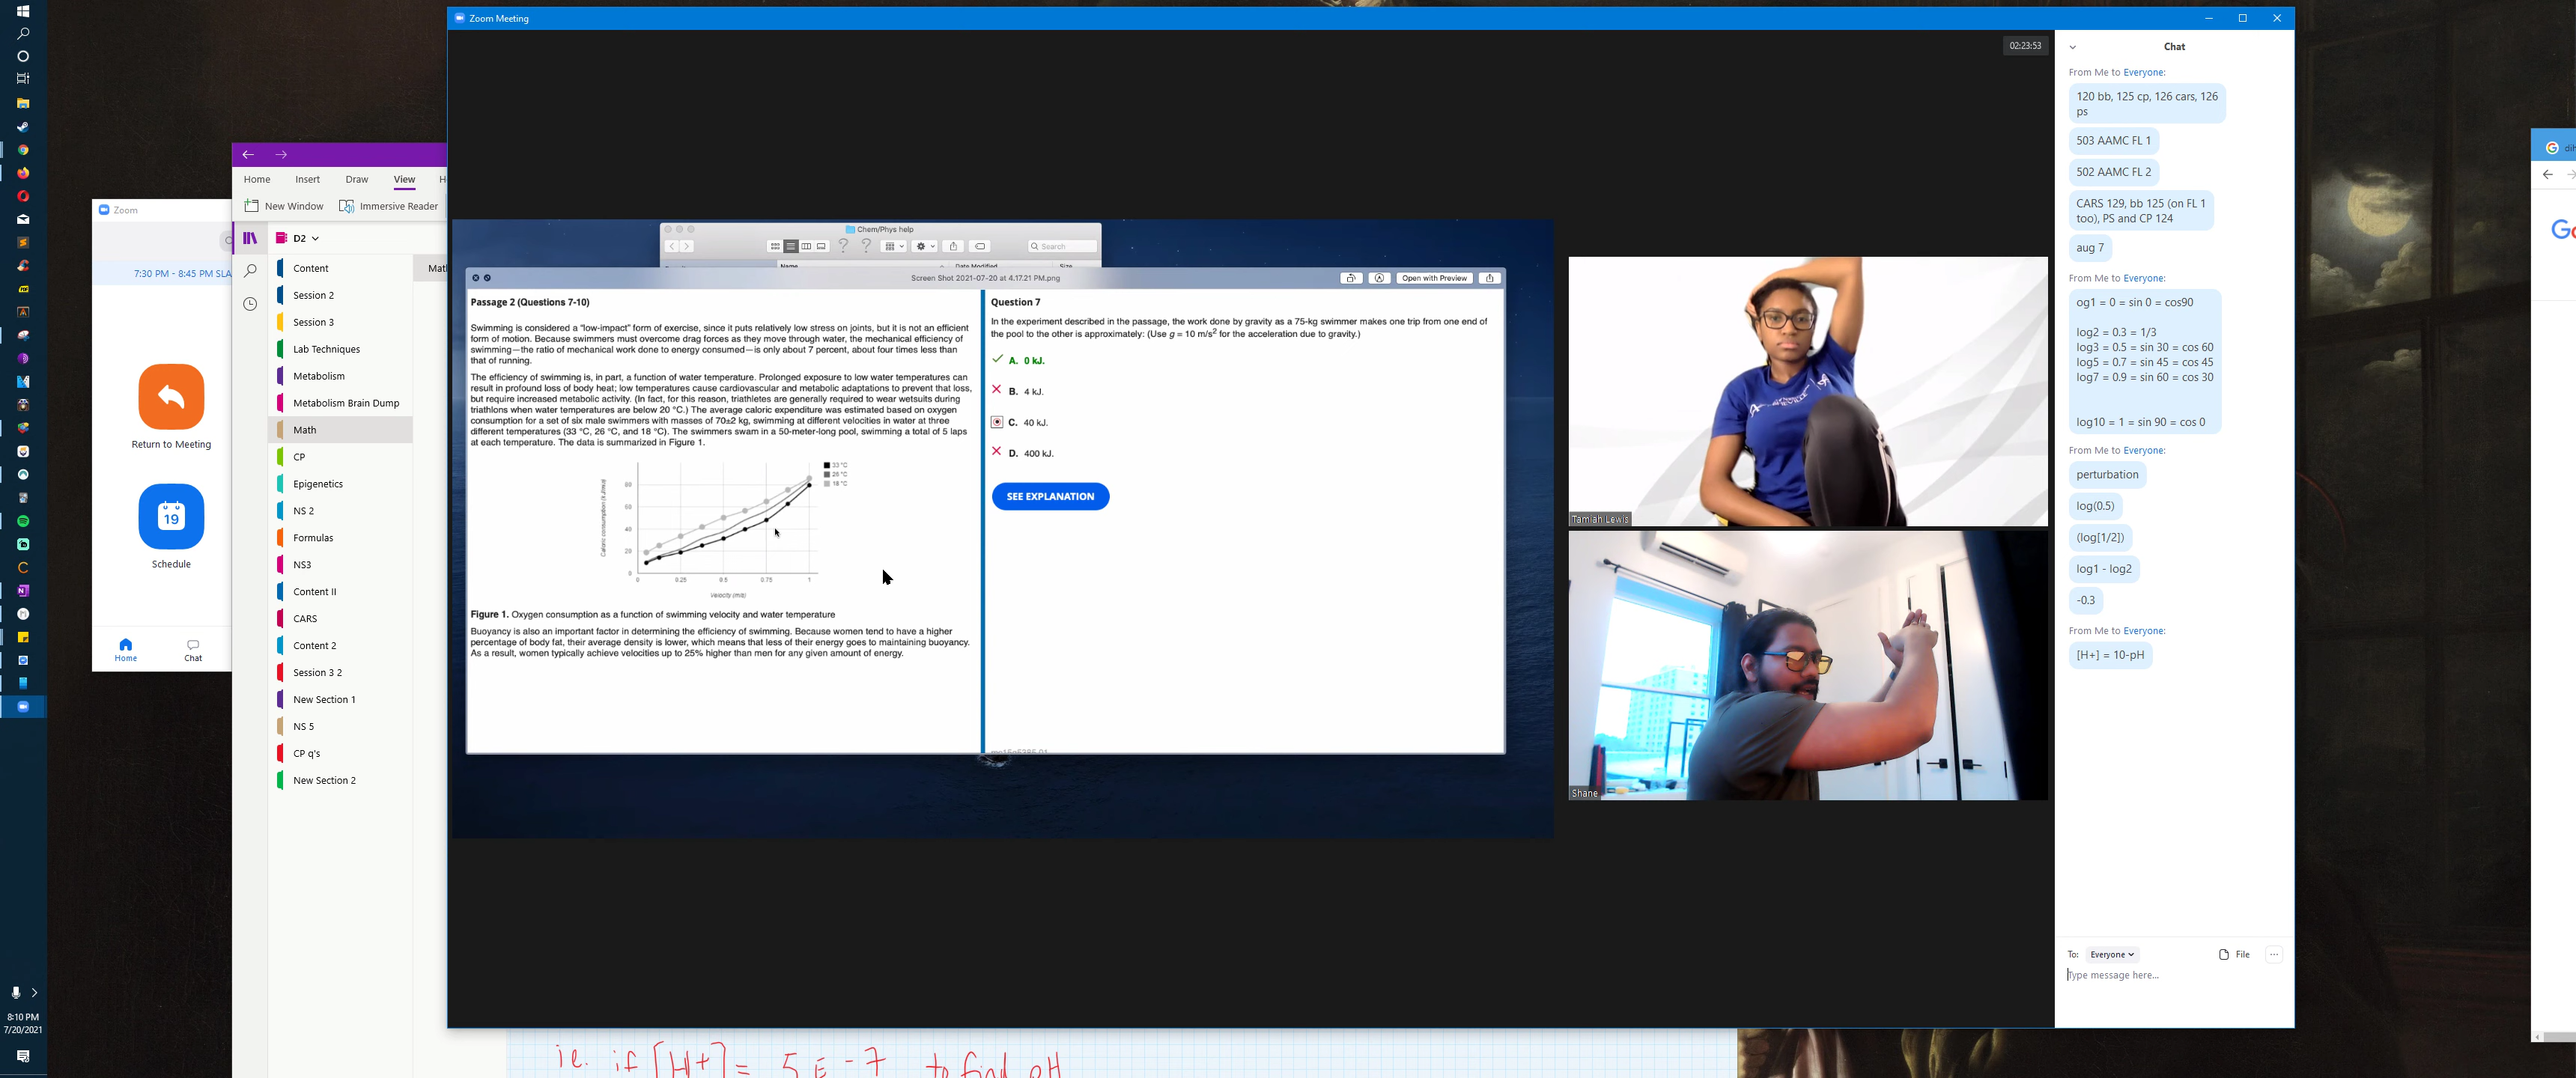 Zoom Meeting
02:23:53
Zoom
7:30 PM - 8:45 PM SLA
Return to Meeting
19
Schedule
Home
Chat
Home Insert Draw View H
New Window Immersive Reader
D2
Content
Session 2
Session 3
Lab Techniques
Metabolism
Metabolism Brain Dump
Math
CP
Epigenetics
NS 2
Formulas
NS3
Content II
CARS
Content 2
Session 3 2
New Section 1
NS 5
CP q's
New Section 2
Chem/Phys help
Search
Name Date Modified Size
Screen Shot 2021-07-20 at 4.17.21 PM.png
Open with Preview
Passage 2 (Questions 7-10)
Swimming is considered a "low-impact" form of exercise, since it puts relatively low stress on joints, but it is not an efficient
form of motion. Because swimmers must overcome drag forces as they move through water, the mechanical efficiency of
swimming—the ratio of mechanical work done to energy consumed—is only about 7 percent, about four times less than
that of running.
The efficiency of swimming is, in part, a function of water temperature. Prolonged exposure to low water temperatures can
result in profound loss of body heat; low temperatures cause cardiovascular and metabolic adaptations to prevent that loss,
but require increased metabolic activity. (In fact, for this reason, triathletes are generally required to wear wetsuits during
triathlons when water temperatures are below 20 °C.) The average caloric expenditure was estimated based on oxygen
consumption for a set of six male swimmers with masses of 70±2 kg, swimming at different velocities in water at three
different temperatures (33 °C, 26 °C, and 18 °C). The swimmers swam in a 50-meter-long pool, swimming a total of 5 laps
at each temperature. The data is summarized in Figure 1.
33 °C
26 °C
18 °C
80
60
40
20
0
0 0.25 0.5 0.75 1
Velocity (m/s)
Figure 1. Oxygen consumption as a function of swimming velocity and water temperature
Buoyancy is also an important factor in determining the efficiency of swimming. Because women tend to have a higher
percentage of body fat, their average density is lower, which means that less of their energy goes to maintaining buoyancy.
As a result, women typically achieve velocities up to 25% higher than men for any given amount of energy.
Question 7
In the experiment described in the passage, the work done by gravity as a 75-kg swimmer makes one trip from one end of
the pool to the other is approximately: (Use g = 10 m/s² for the acceleration due to gravity.)
A. 0 kJ.
B. 4 kJ.
C. 40 kJ.
D. 400 kJ.
SEE EXPLANATION
Tamiah Lewis
Shane
Chat
From Me to Everyone:
120 bb, 125 cp, 126 cars, 126
ps
503 AAMC FL 1
502 AAMC FL 2
CARS 129, bb 125 (on FL 1
too), PS and CP 124
aug 7
From Me to Everyone:
og1 = 0 = sin 0 = cos90
log2 = 0.3 = 1/3
log3 = 0.5 = sin 30 = cos 60
log5 = 0.7 = sin 45 = cos 45
log7 = 0.9 = sin 60 = cos 30
log10 = 1 = sin 90 = cos 0
From Me to Everyone:
perturbation
log(0.5)
(log[1/2])
log1 - log2
-0.3
From Me to Everyone:
[H+] = 10-pH
To: Everyone File
Type message here...
8:10 PM
7/20/2021
ie. if [H+] = 5 E -7 to find pH